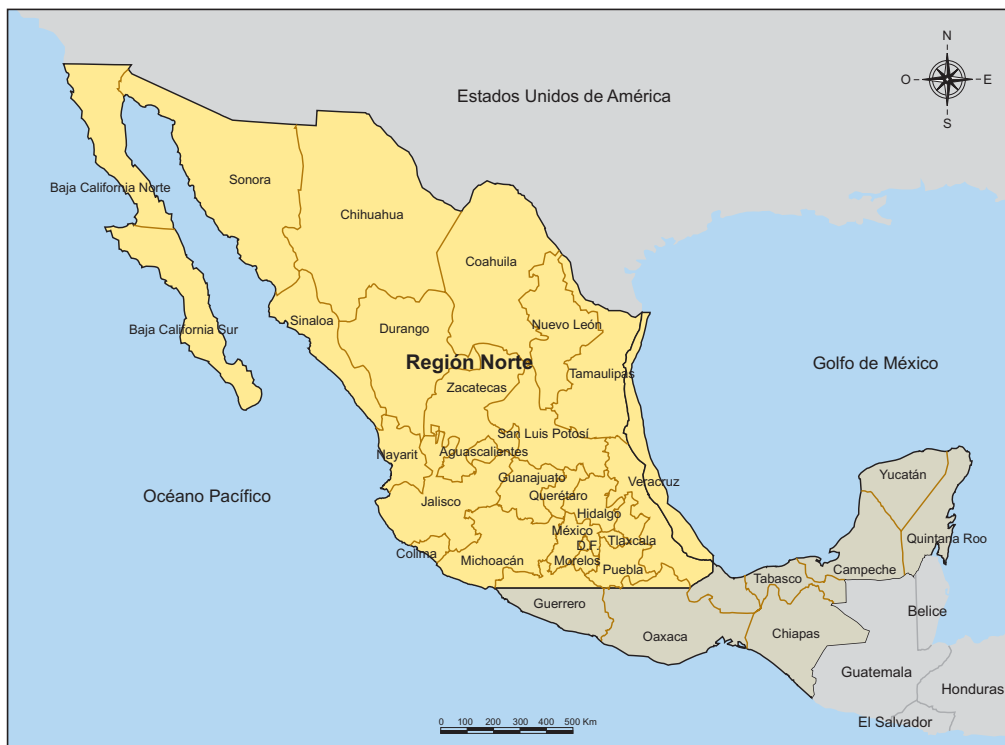 N
Estados Unidos de América
O
E
S
Sonora
Baja California Norte
Chihuahua
Coahuila
Sinaloa
Nuevo León
Baja California Sur
Durango
Región Norte
Golfo de México
Tamaulipas
Zacatecas
San Luis Potosí
Nayarit
Aguascalientes
Yucatán
Guanajuato
Veracruz
Océano Pacífico
Jalisco
Querétaro
Hidalgo
México
Quintana Roo
Colima
D.F.
Tlaxcala
Michoacán
Morelos
Puebla
Campeche
Tabasco
Guerrero
Belice
Oaxaca
Chiapas
Guatemala
Honduras
El Salvador
0 100 200 300 400 500 Km